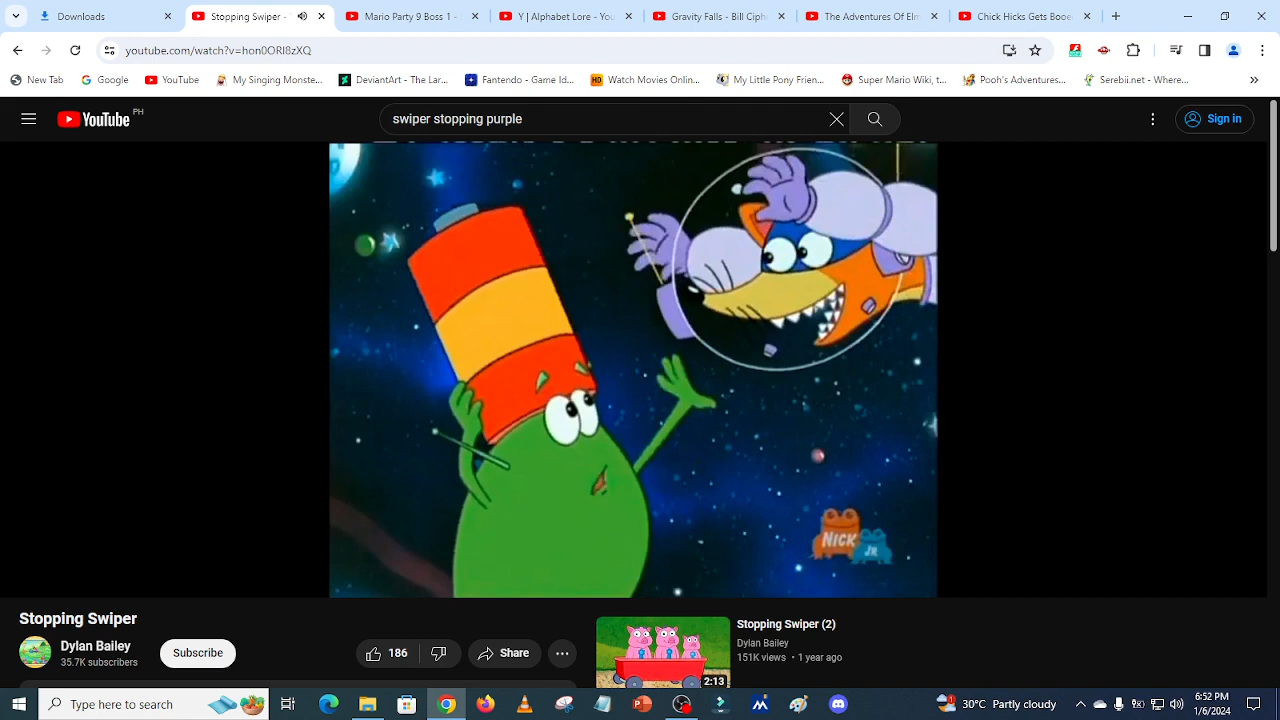 Downloads
Stopping Swiper -
Mario Party 9 Boss 1 -
Y | Alphabet Lore - You
Gravity Falls - Bill Ciph
The Adventures of Elm
Chick Hicks Gets Booe
youtube.com/watch?v=hon0ORI8zXQ
New Tab
Google
YouTube
My Singing Monste...
DeviantArt - The Lar...
Fantendo - Game Id...
Watch Movies Onlin...
My Little Pony Frien...
Super Mario Wiki, t...
Pooh's Adventures...
Serebii.net - Where...
YouTube PH
swiper stopping purple
Sign in
NICK
JR
Stopping Swiper
Dylan Bailey
35.7K subscribers
Subscribe
186
Share
Stopping Swiper (2)
Dylan Bailey
151K views • 1 year ago
2:13
Type here to search
30°C Partly cloudy
6:52 PM
1/6/2024